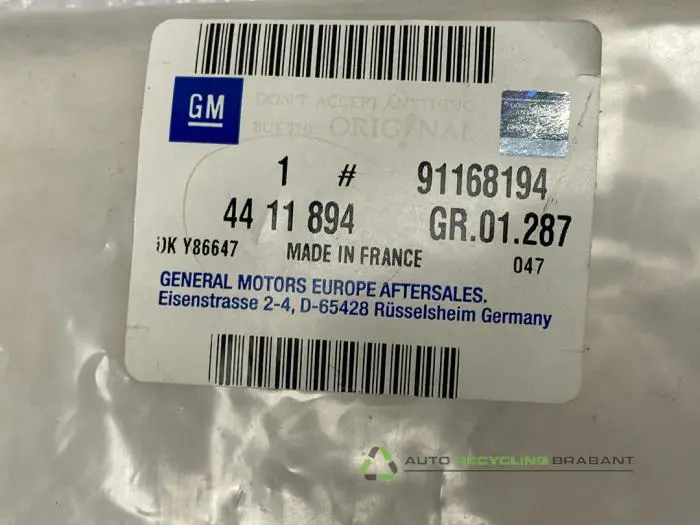 GM
DON'T ACCEPT ANYTHING
BUT THE ORIGINAL
1 # 91168194
44 11 894 GR.01.287
Y86647 MADE IN FRANCE 047
GENERAL MOTORS EUROPE AFTERSALES.
Eisenstrasse 2-4, D-65428 Rüsselsheim Germany
AUTO RECYCLING BRABANT